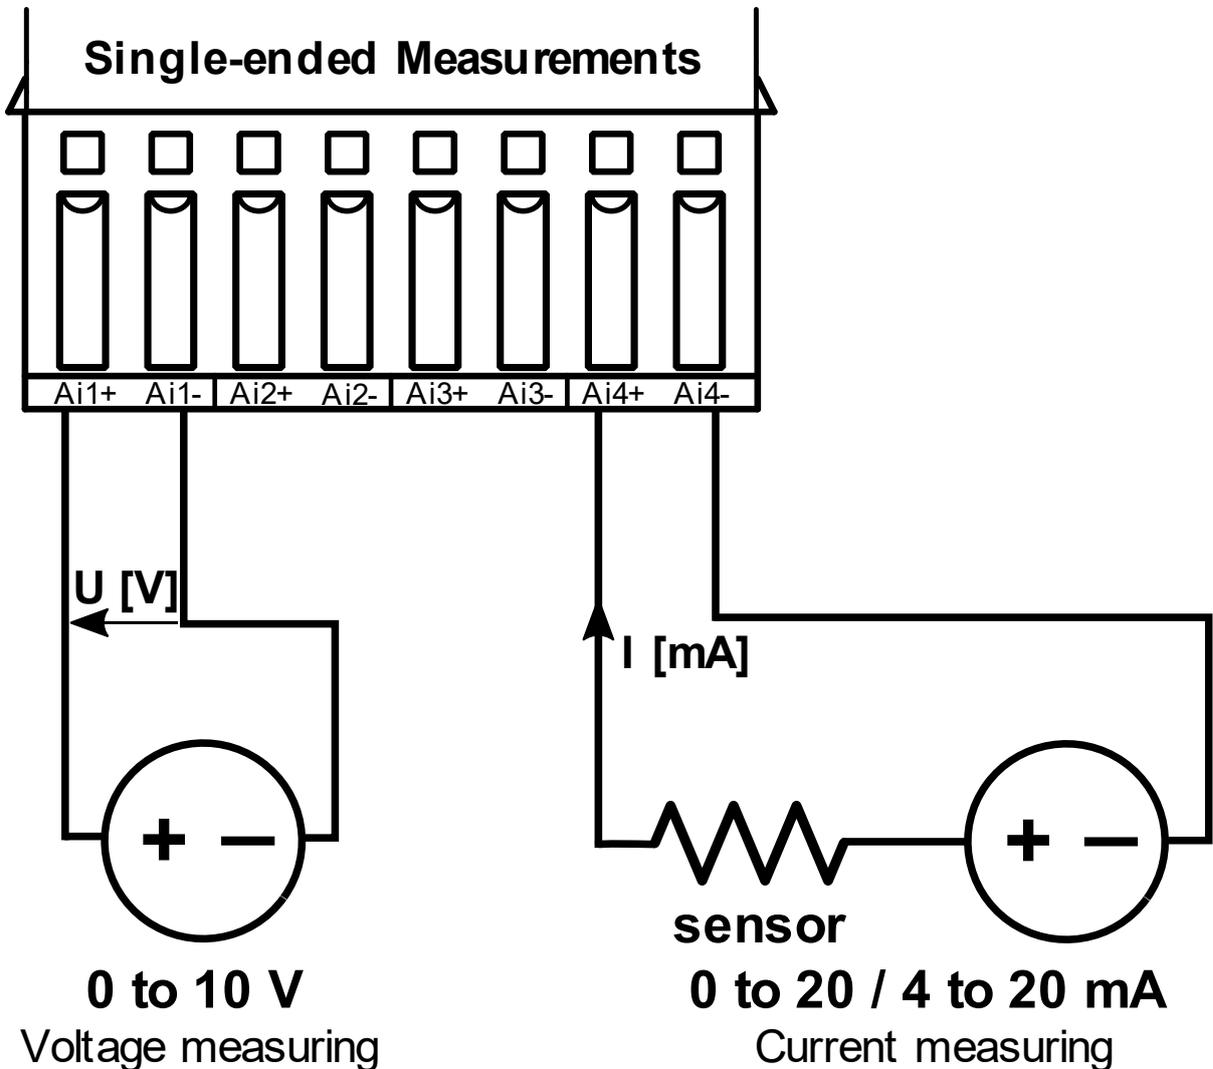 Single-ended Measurements
Ai1+ Ai1- Ai2+ Ai2- Ai3+ Ai3- Ai4+ Ai4-
U [V]
I [mA]
+ − + −
sensor
0 to 10 V 0 to 20 / 4 to 20 mA
Voltage measuring Current measuring